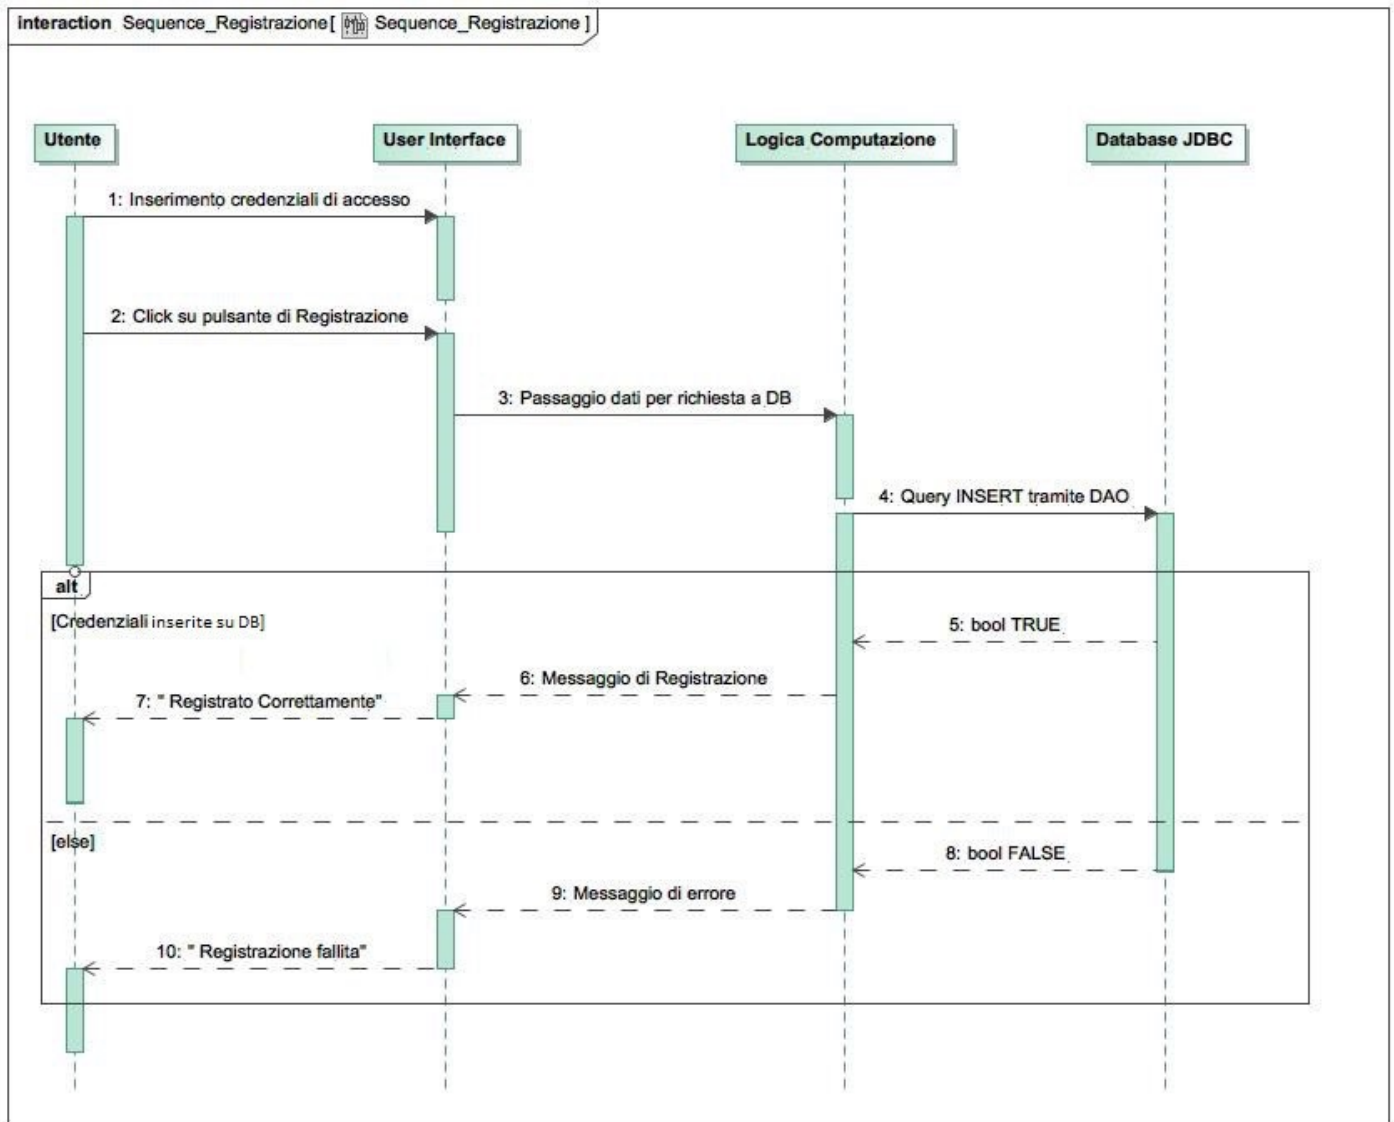 interaction Sequence_Registrazione[ Sequence_Registrazione ]
Utente
User Interface
Logica Computazione
Database JDBC
1: Inserimento credenziali di accesso
2: Click su pulsante di Registrazione
3: Passaggio dati per richiesta a DB
4: Query INSERT tramite DAO
alt
[Credenziali inserite su DB]
5: bool TRUE
6: Messaggio di Registrazione
7: " Registrato Correttamente"
[else]
8: bool FALSE
9: Messaggio di errore
10: " Registrazione fallita"